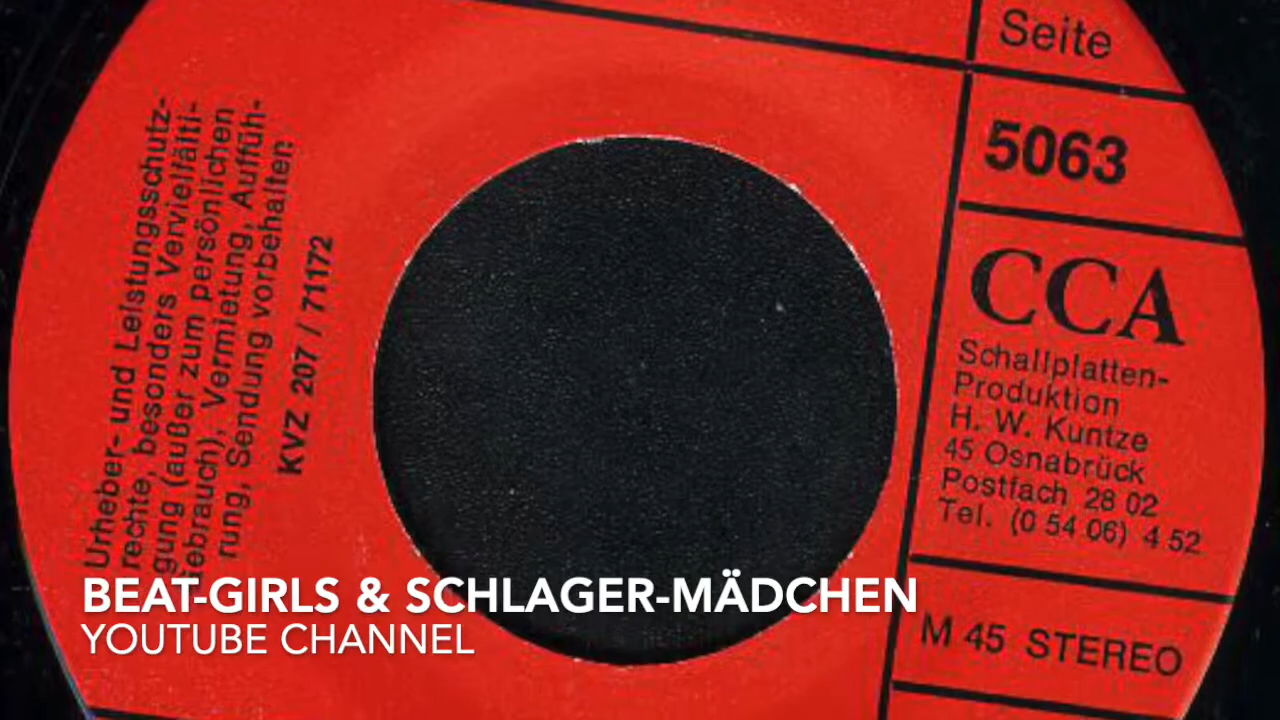 Seite
5063
CCA
Schallplatten-
Produktion
H. W. Kuntze
45 Osnabrück
Postfach 28 02
Tel. (0 54 06) 4 52
M 45 STEREO
Urheber- und Leistungsschutz-
rechte, besonders Vervielfälti-
gung (außer zum persönlichen
ebrauch), Vermietung, Auffüh-
rung, Sendung vorbehalten
KVZ 207 / 71172
BEAT-GIRLS & SCHLAGER-MÄDCHEN
YOUTUBE CHANNEL